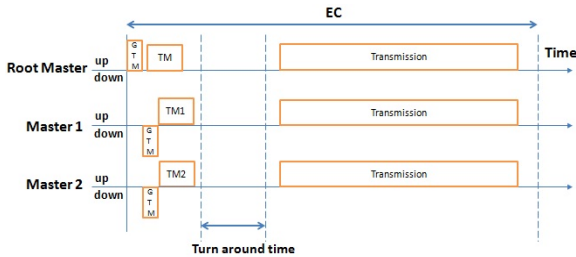 EC
Root Master
up
down
G
T
M
TM
Transmission
Time
Master 1
up
down
G
T
M
TM1
Transmission
Master 2
up
down
G
T
M
TM2
Transmission
Turn around time